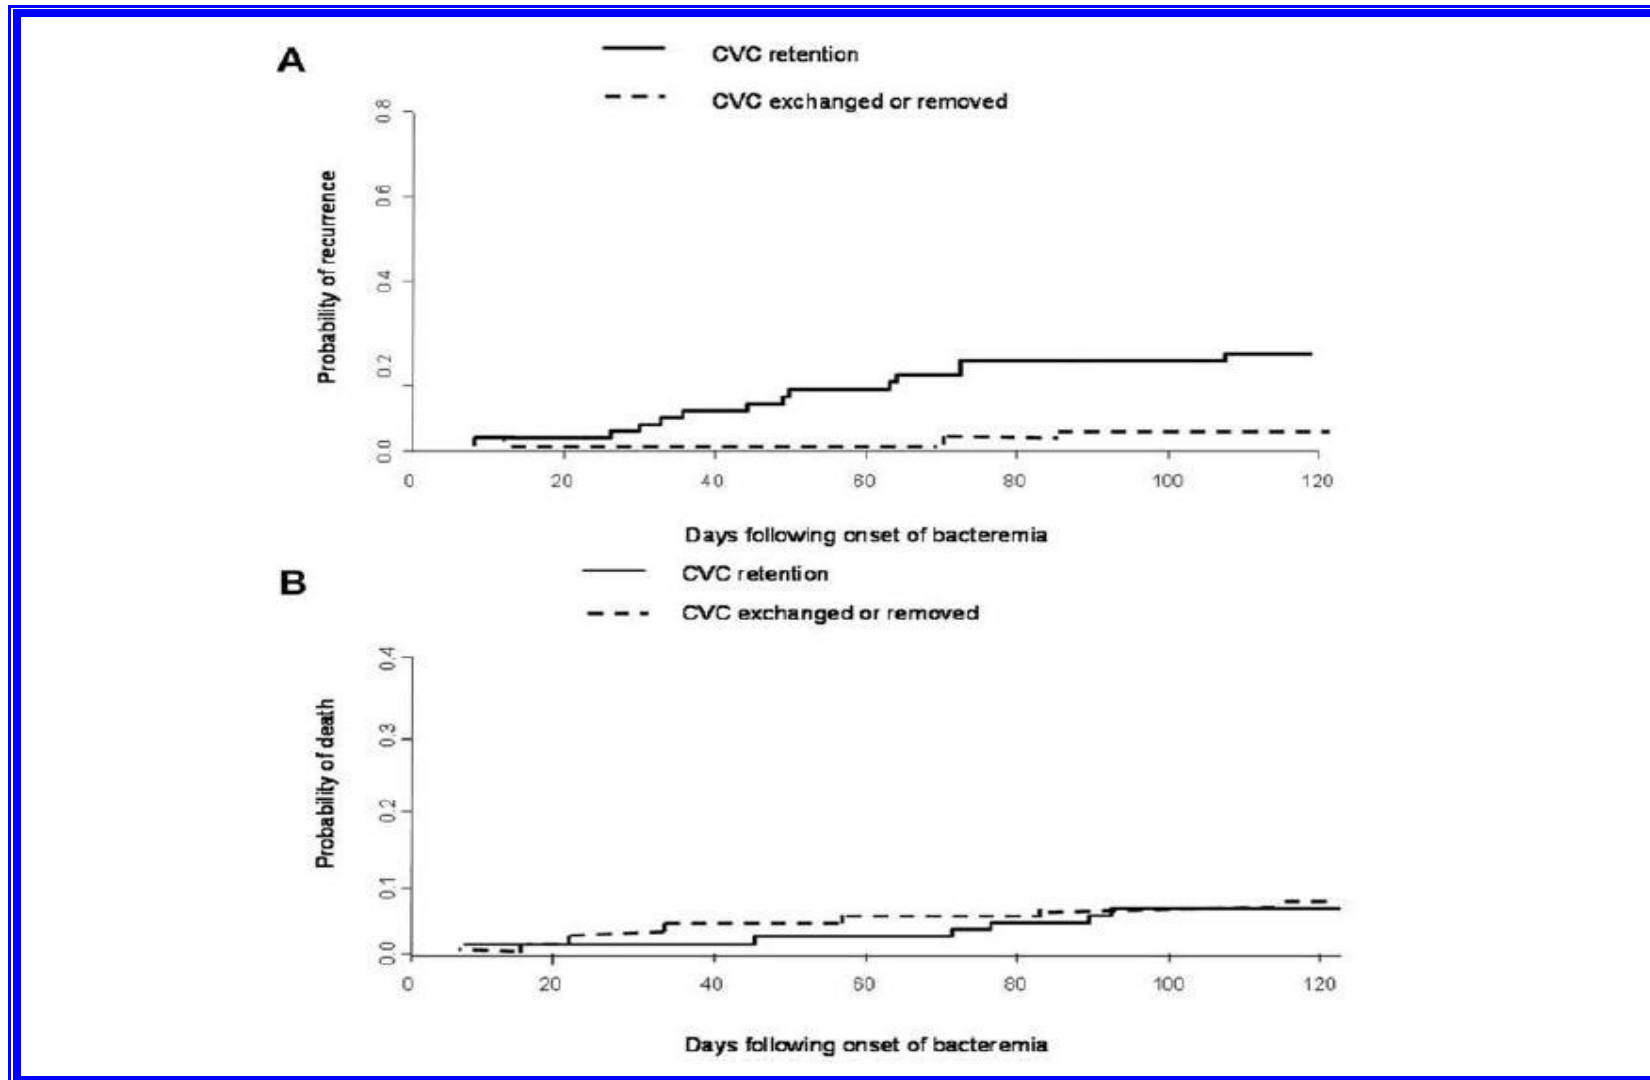 A
CVC retention
CVC exchanged or removed
Probability of recurrence
0.8
0.6
0.4
0.2
0.0
0 20 40 60 80 100 120
Days following onset of bacteremia
B
CVC retention
CVC exchanged or removed
Probability of death
0.4
0.3
0.2
0.1
0.0
0 20 40 60 80 100 120
Days following onset of bacteremia